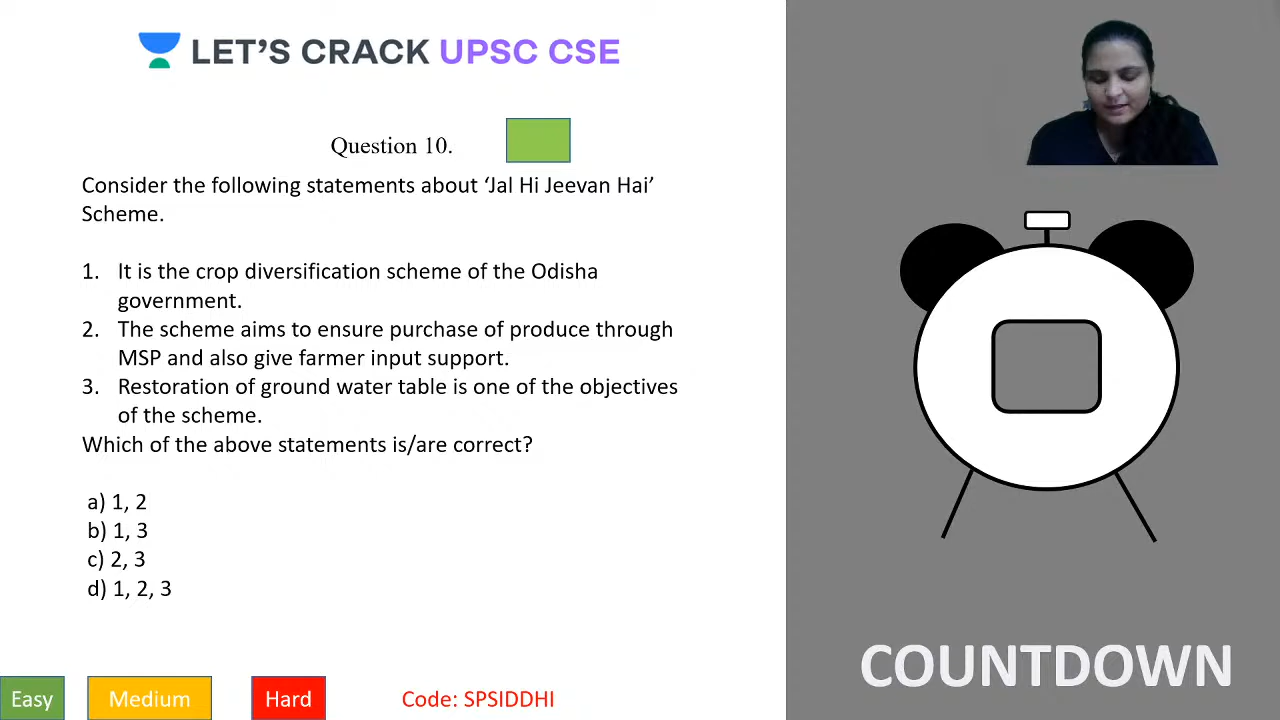 LET'S CRACK UPSC CSE
Question 10.
Consider the following statements about ‘Jal Hi Jeevan Hai’
Scheme.
1. It is the crop diversification scheme of the Odisha
government.
2. The scheme aims to ensure purchase of produce through
MSP and also give farmer input support.
3. Restoration of ground water table is one of the objectives
of the scheme.
Which of the above statements is/are correct?
a) 1, 2
b) 1, 3
c) 2, 3
d) 1, 2, 3
COUNTDOWN
Easy
Medium
Hard
Code: SPSIDDHI